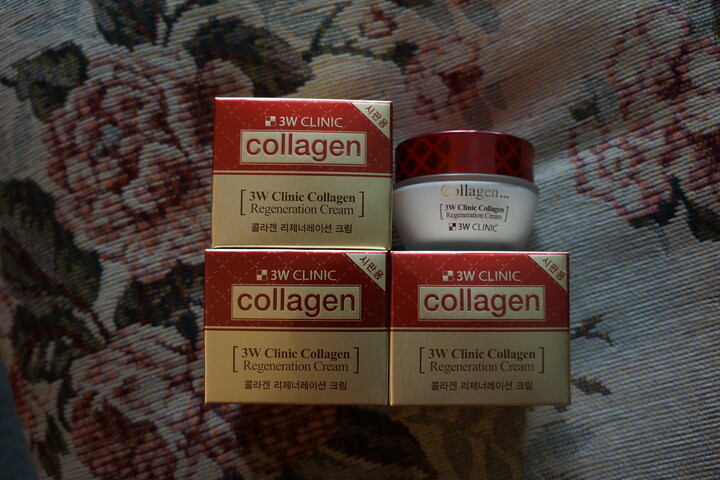 시판용
3W CLINIC
collagen
3W Clinic Collagen
Regeneration Cream
콜라겐 리제너레이션 크림
Collagen...
3W Clinic Collagen
Regeneration Cream
3W CLINIC
시판용
3W CLINIC
collagen
3W Clinic Collagen
Regeneration Cream
콜라겐 리제너레이션 크림
시판용
3W CLINIC
collagen
3W Clinic Collagen
Regeneration Cream
콜라겐 리제너레이션 크림